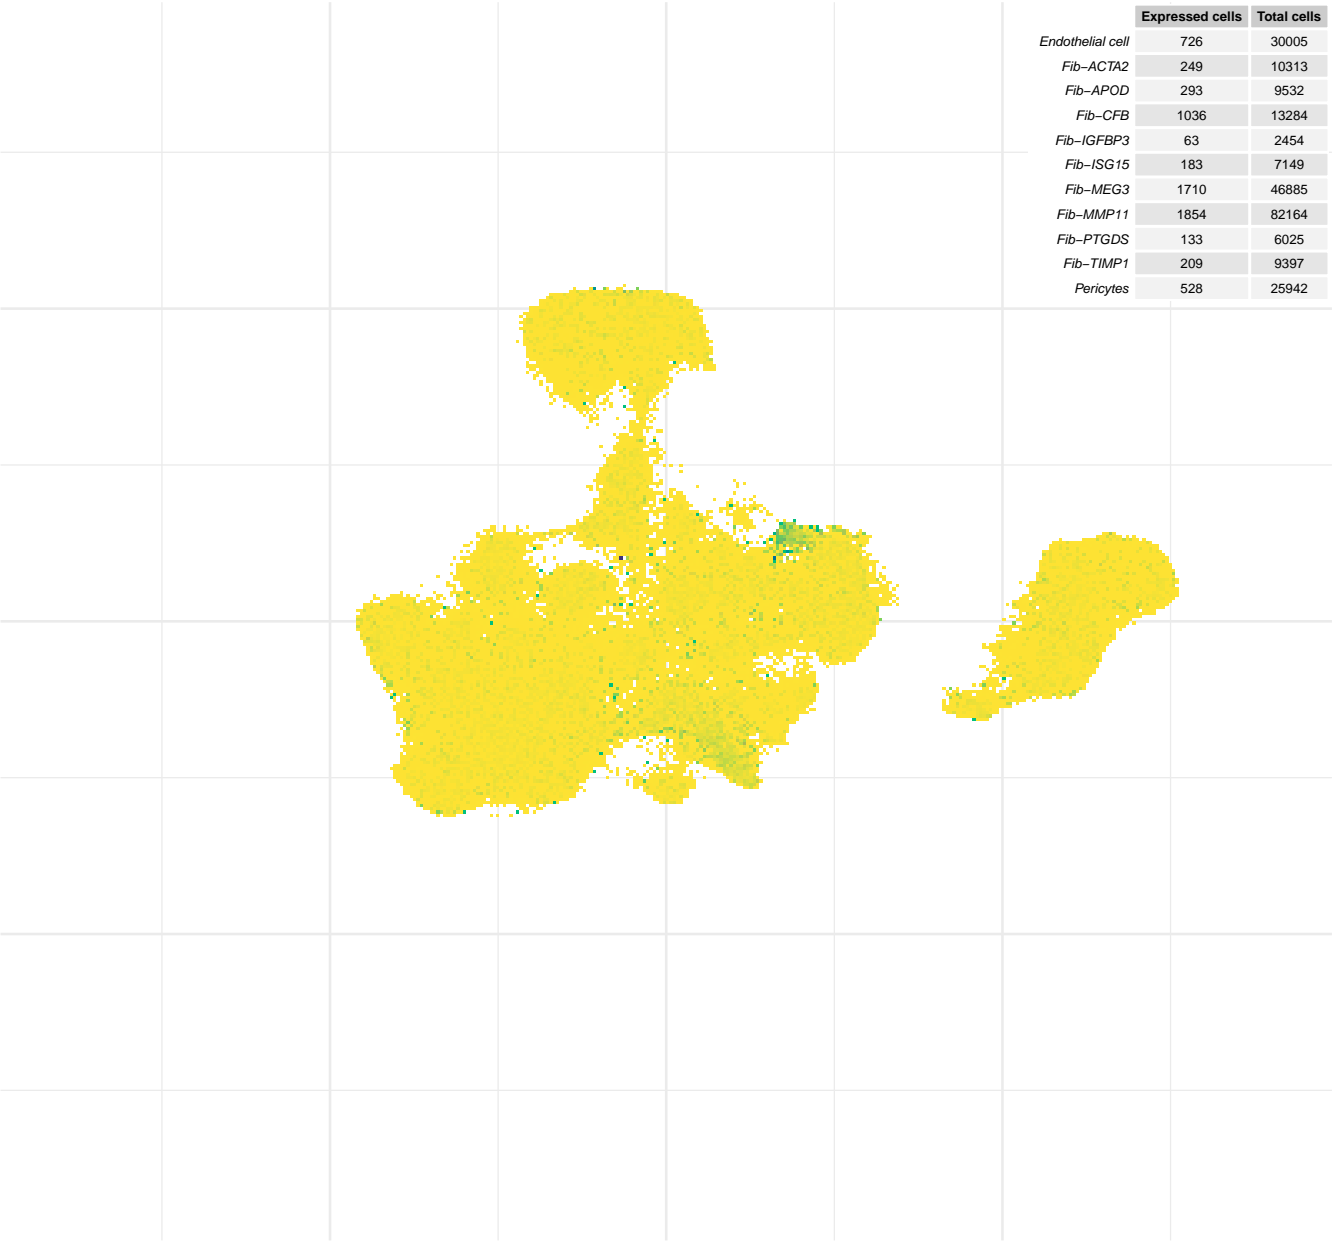 Expressed cells Total cells
Endothelial cell 726 30005
Fib−ACTA2 249 10313
Fib−APOD 293 9532
Fib−CFB 1036 13284
Fib−IGFBP3 63 2454
Fib−ISG15 183 7149
Fib−MEG3 1710 46885
Fib−MMP11 1854 82164
Fib−PTGDS 133 6025
Fib−TIMP1 209 9397
Pericytes 528 25942